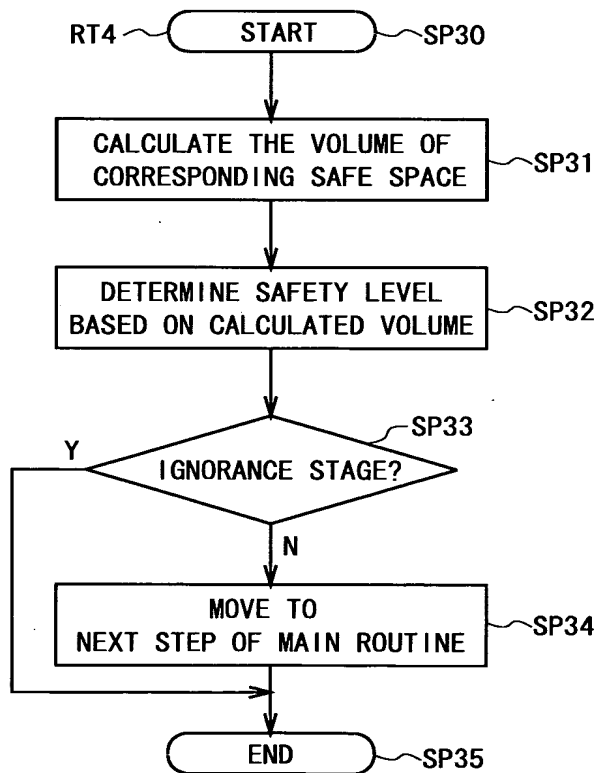 RT4 START SP30
CALCULATE THE VOLUME OF
CORRESPONDING SAFE SPACE
SP31
DETERMINE SAFETY LEVEL
BASED ON CALCULATED VOLUME
SP32
SP33
Y
IGNORANCE STAGE?
N
MOVE TO
NEXT STEP OF MAIN ROUTINE
SP34
END SP35